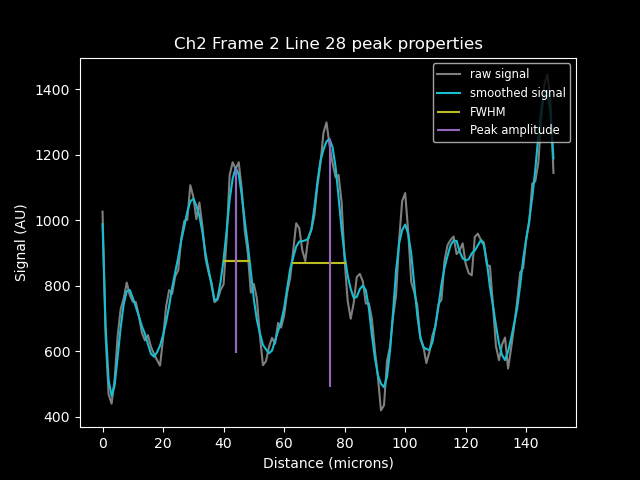 Ch2 Frame 2 Line 28 peak properties
raw signal
smoothed signal
FWHM
Peak amplitude
Signal (AU)
1400
1200
1000
800
600
400
0 20 40 60 80 100 120 140
Distance (microns)